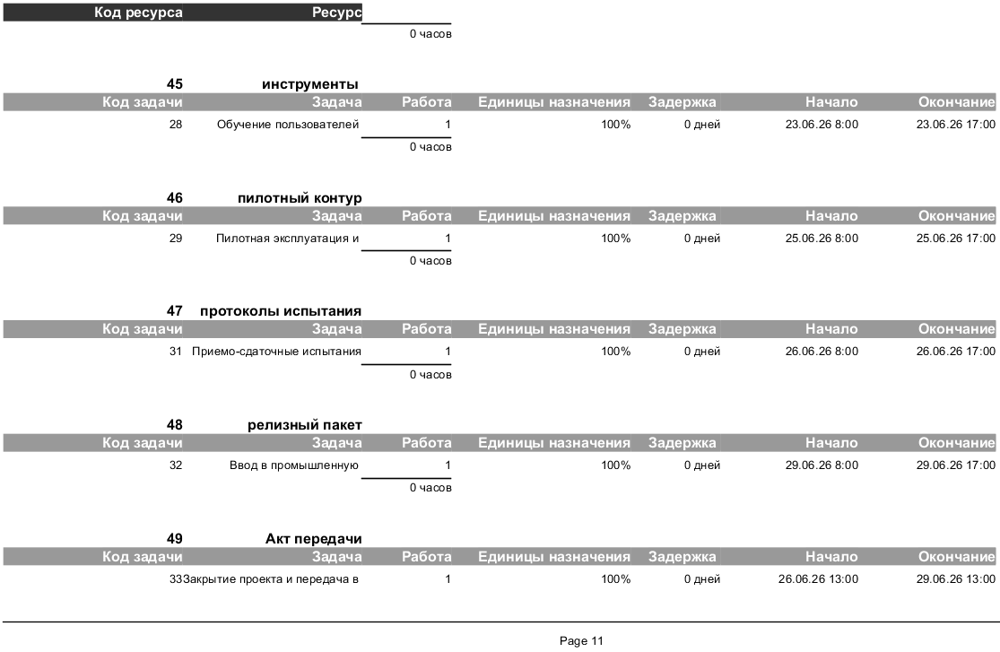 Код ресурса Ресурс
0 часов
45 инструменты
Код задачи Задача Работа Единицы назначения Задержка Начало Окончание
28 Обучение пользователей 1 100% 0 дней 23.06.26 8:00 23.06.26 17:00
0 часов
46 пилотный контур
Код задачи Задача Работа Единицы назначения Задержка Начало Окончание
29 Пилотная эксплуатация и 1 100% 0 дней 25.06.26 8:00 25.06.26 17:00
0 часов
47 протоколы испытания
Код задачи Задача Работа Единицы назначения Задержка Начало Окончание
31 Приемо-сдаточные испытания 1 100% 0 дней 26.06.26 8:00 26.06.26 17:00
0 часов
48 релизный пакет
Код задачи Задача Работа Единицы назначения Задержка Начало Окончание
32 Ввод в промышленную 1 100% 0 дней 29.06.26 8:00 29.06.26 17:00
0 часов
49 Акт передачи
Код задачи Задача Работа Единицы назначения Задержка Начало Окончание
33 Закрытие проекта и передача в 1 100% 0 дней 26.06.26 13:00 29.06.26 13:00
Page 11